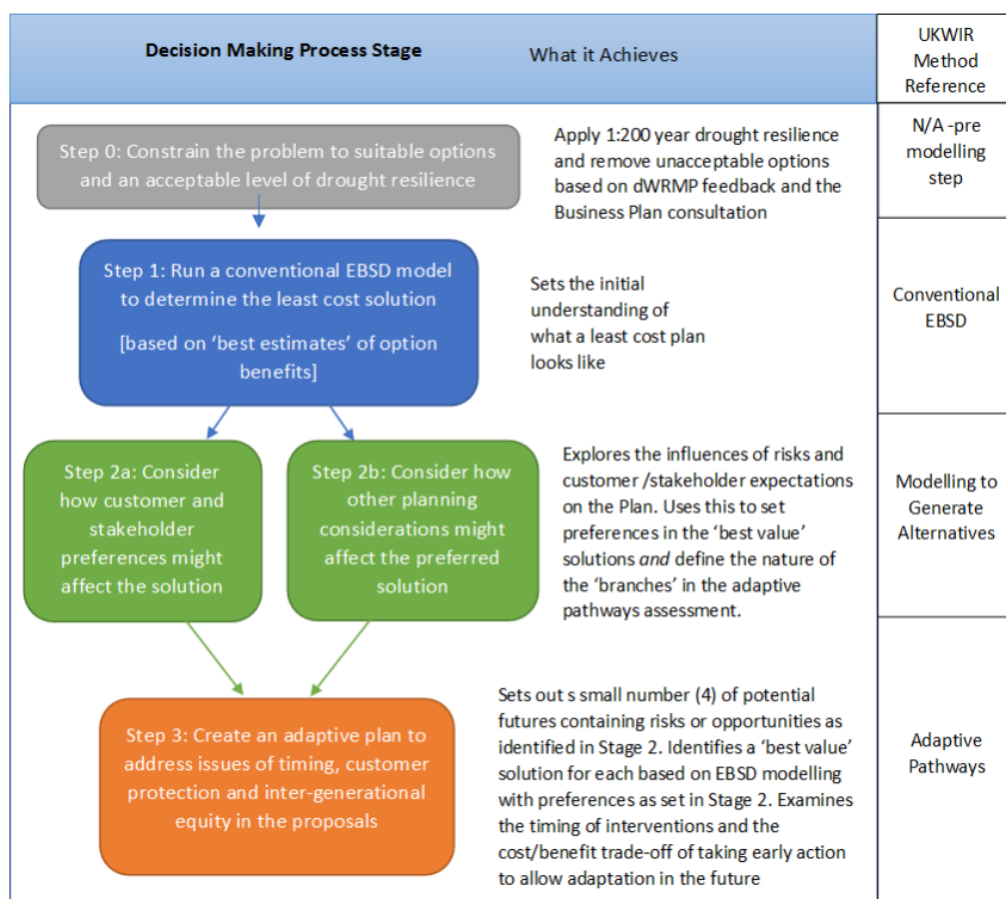 Decision Making Process Stage
What it Achieves
UKWIR
Method
Reference
Step 0: Constrain the problem to suitable options
and an acceptable level of drought resilience
Apply 1:200 year drought resilience
and remove unacceptable options
based on dWRMP feedback and the
Business Plan consultation
N/A -pre
modelling
step
Step 1: Run a conventional EBSD model
to determine the least cost solution
[based on ‘best estimates’ of option
benefits]
Sets the initial
understanding of
what a least cost plan
looks like
Conventional
EBSD
Step 2a: Consider
how customer and
stakeholder
preferences might
affect the solution
Step 2b: Consider how
other planning
considerations might
affect the preferred
solution
Explores the influences of risks and
customer /stakeholder expectations
on the Plan. Uses this to set
preferences in the ‘best value’
solutions and define the nature of
the ‘branches’ in the adaptive
pathways assessment.
Modelling to
Generate
Alternatives
Step 3: Create an adaptive plan to
address issues of timing, customer
protection and inter-generational
equity in the proposals
Sets out s small number (4) of potential
futures containing risks or opportunities as
identified in Stage 2. Identifies a ‘best value’
solution for each based on EBSD modelling
with preferences as set in Stage 2. Examines
the timing of interventions and the
cost/benefit trade-off of taking early action
to allow adaptation in the future
Adaptive
Pathways